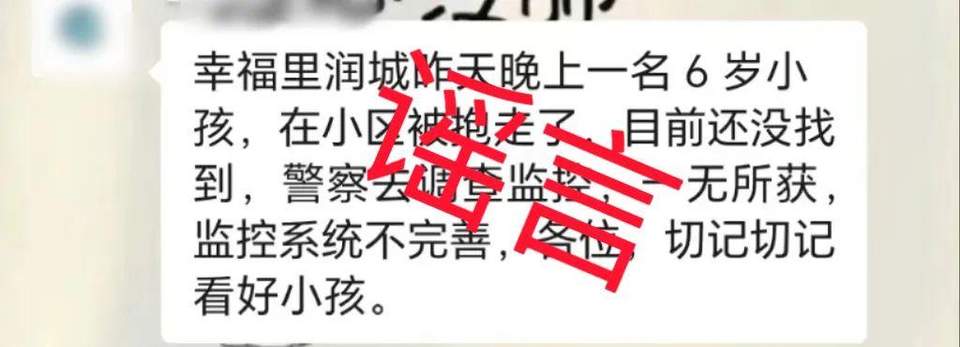 幸福里润城昨天晚上一名6岁小
孩，在小区被抱走了，目前还没找
到，警察去调查监控，一无所获，
监控系统不完善，各位，切记切记
看好小孩。
谣言